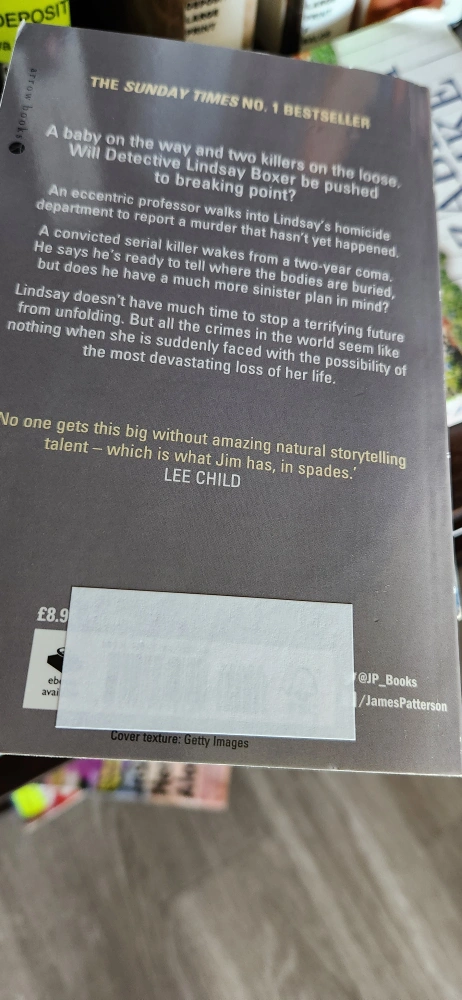 DEPOSIT
arrow books
THE SUNDAY TIMES NO. 1 BESTSELLER
A baby on the way and two killers on the loose.
Will Detective Lindsay Boxer be pushed
to breaking point?
An eccentric professor walks into Lindsay's homicide
department to report a murder that hasn't yet happened.
A convicted serial killer wakes from a two-year coma.
He says he's ready to tell where the bodies are buried,
but does he have a much more sinister plan in mind?
Lindsay doesn't have much time to stop a terrifying future
from unfolding. But all the crimes in the world seem like
nothing when she is suddenly faced with the possibility of
the most devastating loss of her life.
No one gets this big without amazing natural storytelling
talent – which is what Jim has, in spades.'
LEE CHILD
£8.9
@JP_Books
/JamesPatterson
Cover texture: Getty Images